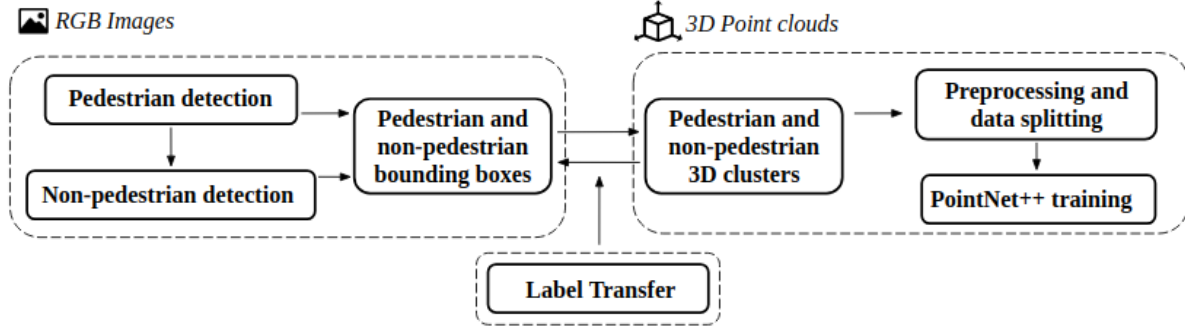 RGB Images
3D Point clouds
Pedestrian detection
Non-pedestrian detection
Pedestrian and
non-pedestrian
bounding boxes
Pedestrian and
non-pedestrian
3D clusters
Preprocessing and
data splitting
PointNet++ training
Label Transfer